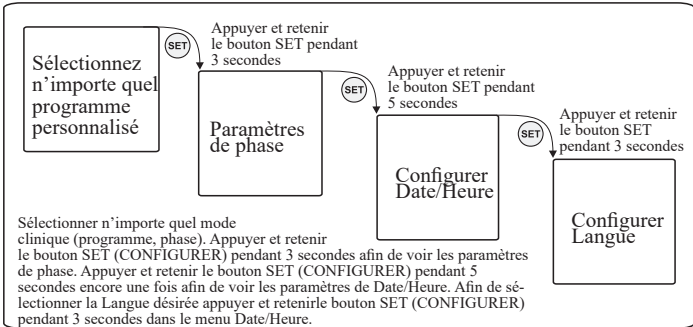 Sélectionnez
n’importe quel
programme
personnalisé
SET
Appuyer et retenir
le bouton SET pendant
3 secondes
Paramètres
de phase
SET
Appuyer et retenir
le bouton SET pendant
5 secondes
Configurer
Date/Heure
SET
Appuyer et retenir
le bouton SET
pendant 3 secondes
Configurer
Langue
Sélectionner n’importe quel mode
clinique (programme, phase). Appuyer et retenir
le bouton SET (CONFIGURER) pendant 3 secondes afin de voir les paramètres
de phase. Appuyer et retenir le bouton SET (CONFIGURER) pendant 5
secondes encore une fois afin de voir les paramètres de Date/Heure. Afin de sé-
lectionner la Langue désirée appuyer et retenirle bouton SET (CONFIGURER)
pendant 3 secondes dans le menu Date/Heure.